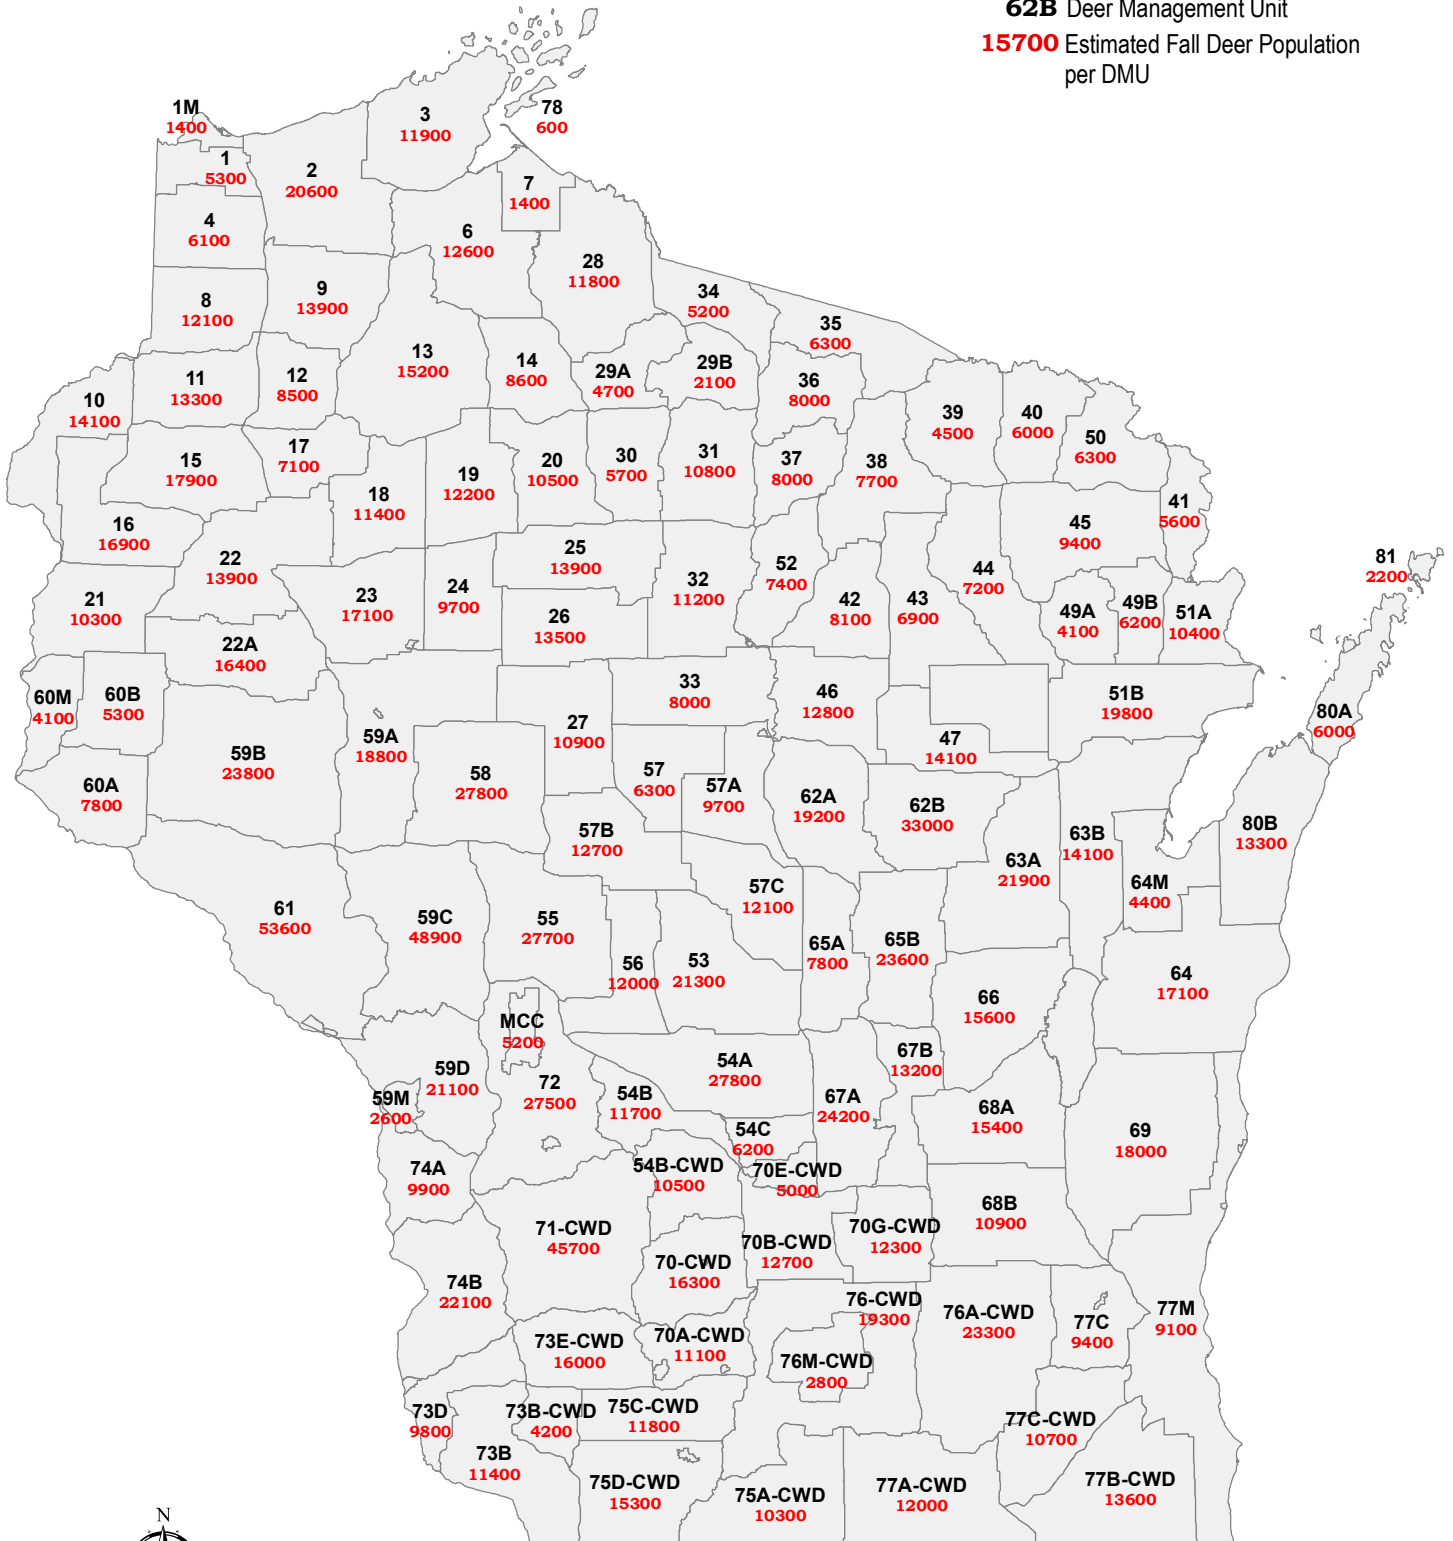 62B Deer Management Unit
15700 Estimated Fall Deer Population
per DMU
1M
1400
3
11900
78
600
1
5300
2
20600
7
1400
4
6100
6
12600
28
11800
8
12100
9
13900
34
5200
35
6300
13
15200
14
8600
29A
4700
29B
2100
36
8000
10
14100
11
13300
12
8500
39
4500
40
6000
50
6300
15
17900
17
7100
18
11400
19
12200
20
10500
30
5700
31
10800
37
8000
38
7700
41
5600
16
16900
22
13900
25
13900
45
9400
81
2200
21
10300
23
17100
24
9700
26
13500
32
11200
52
7400
42
8100
43
6900
44
7200
49A
4100
49B
6200
51A
10400
22A
16400
60M
4100
60B
5300
33
8000
46
12800
51B
19800
80A
6000
59B
23800
59A
18800
27
10900
47
14100
60A
7800
58
27800
57
6300
57A
9700
62A
19200
62B
33000
57B
12700
63B
14100
80B
13300
63A
21900
64M
4400
57C
12100
61
53600
59C
48900
55
27700
56
12000
53
21300
65A
7800
65B
23600
64
17100
66
15600
MCC
5200
59D
21100
72
27500
54A
27800
67B
13200
59M
2600
54B
11700
67A
24200
68A
15400
54C
6200
69
18000
74A
9900
54B-CWD
10500
70E-CWD
5000
68B
10900
71-CWD
45700
70B-CWD
12700
70G-CWD
12300
70-CWD
16300
74B
22100
76-CWD
19300
76A-CWD
23300
77C
9400
77M
9100
73E-CWD
16000
70A-CWD
11100
76M-CWD
2800
73D
9800
73B-CWD
4200
75C-CWD
11800
77C-CWD
10700
73B
11400
75D-CWD
15300
75A-CWD
10300
77A-CWD
12000
77B-CWD
13600
N